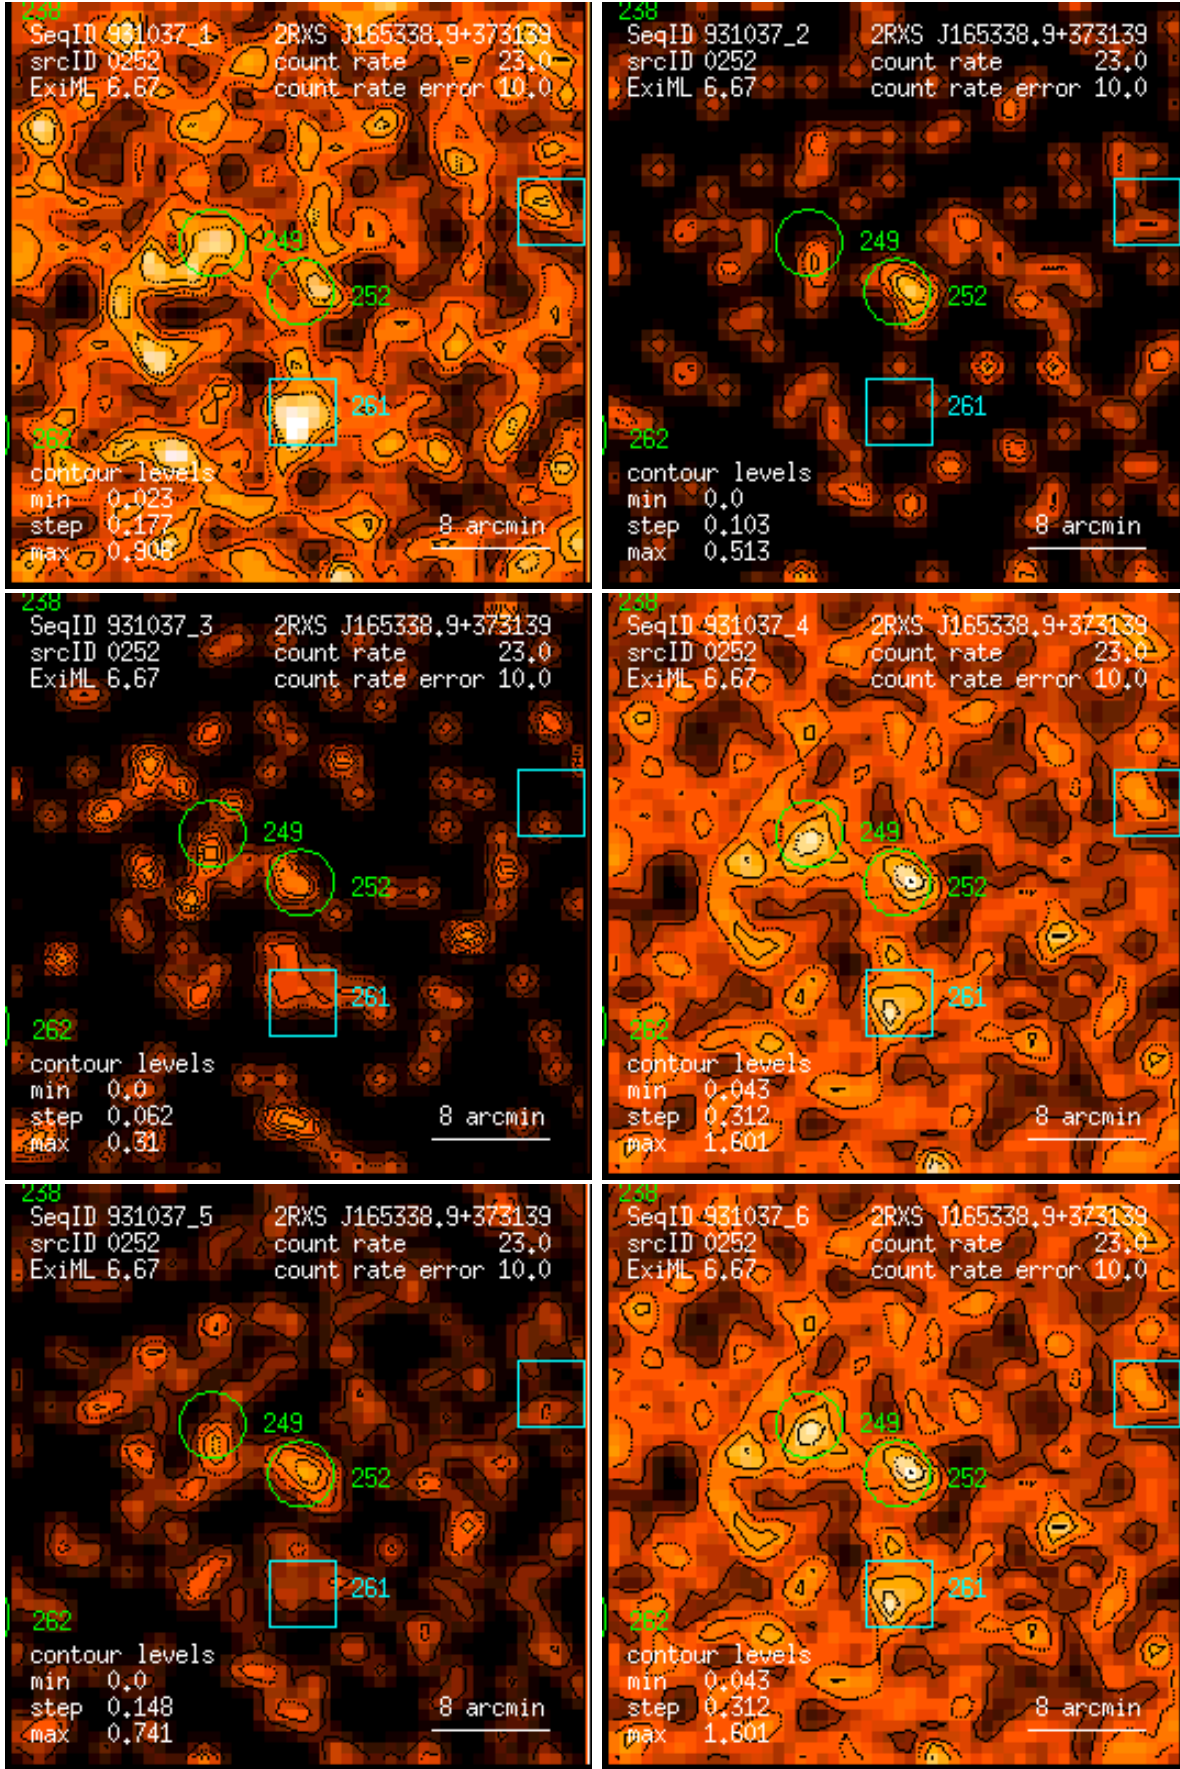 238
SeqID 931037_1 2RXS J165338.9+373139
srcID 0252 count rate 23.0
ExiML 6.67 count rate error 10.0
249
252
261
262
contour levels
min 0.023
step 0.177
max 0.906 8 arcmin
238
SeqID 931037_2 2RXS J165338.9+373139
srcID 0252 count rate 23.0
ExiML 6.67 count rate error 10.0
249
252
261
262
contour levels
min 0.0
step 0.103
max 0.513 8 arcmin
238
SeqID 931037_3 2RXS J165338.9+373139
srcID 0252 count rate 23.0
ExiML 6.67 count rate error 10.0
249
252
261
262
contour levels
min 0.0
step 0.062
max 0.31 8 arcmin
238
SeqID 931037_4 2RXS J165338.9+373139
srcID 0252 count rate 23.0
ExiML 6.67 count rate error 10.0
249
252
261
262
contour levels
min 0.043
step 0.312
max 1.601 8 arcmin
238
SeqID 931037_5 2RXS J165338.9+373139
srcID 0252 count rate 23.0
ExiML 6.67 count rate error 10.0
249
252
261
262
contour levels
min 0.0
step 0.148
max 0.741 8 arcmin
238
SeqID 931037_6 2RXS J165338.9+373139
srcID 0252 count rate 23.0
ExiML 6.67 count rate error 10.0
249
252
261
262
contour levels
min 0.043
step 0.312
max 1.601 8 arcmin